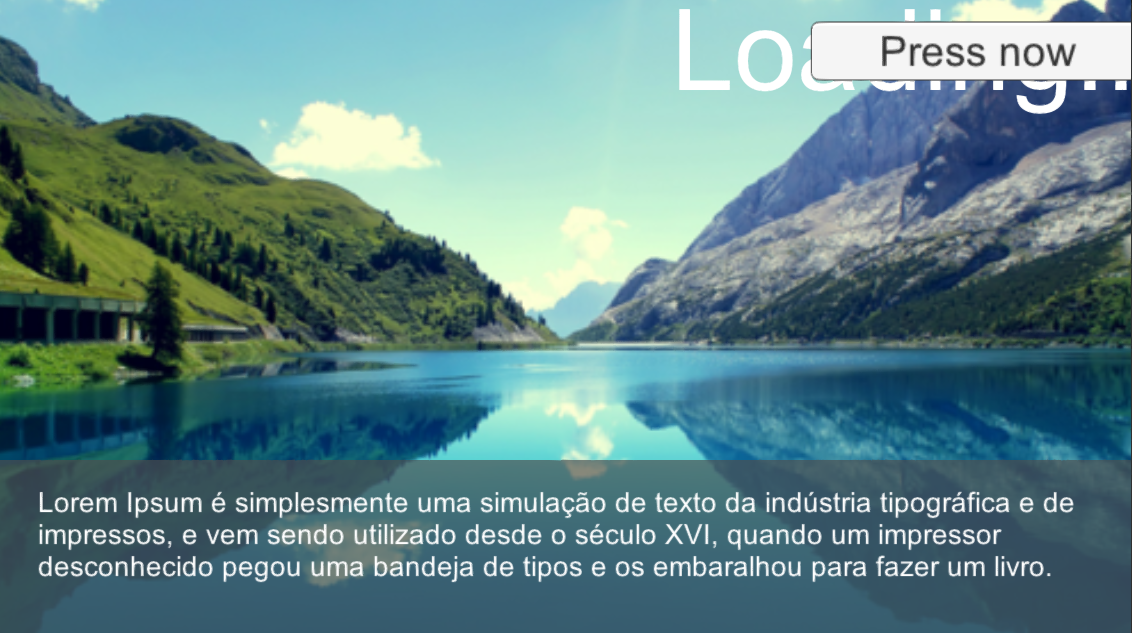 Loading..
Press now
Lorem Ipsum é simplesmente uma simulação de texto da indústria tipográfica e de
impressos, e vem sendo utilizado desde o século XVI, quando um impressor
desconhecido pegou uma bandeja de tipos e os embaralhou para fazer um livro.